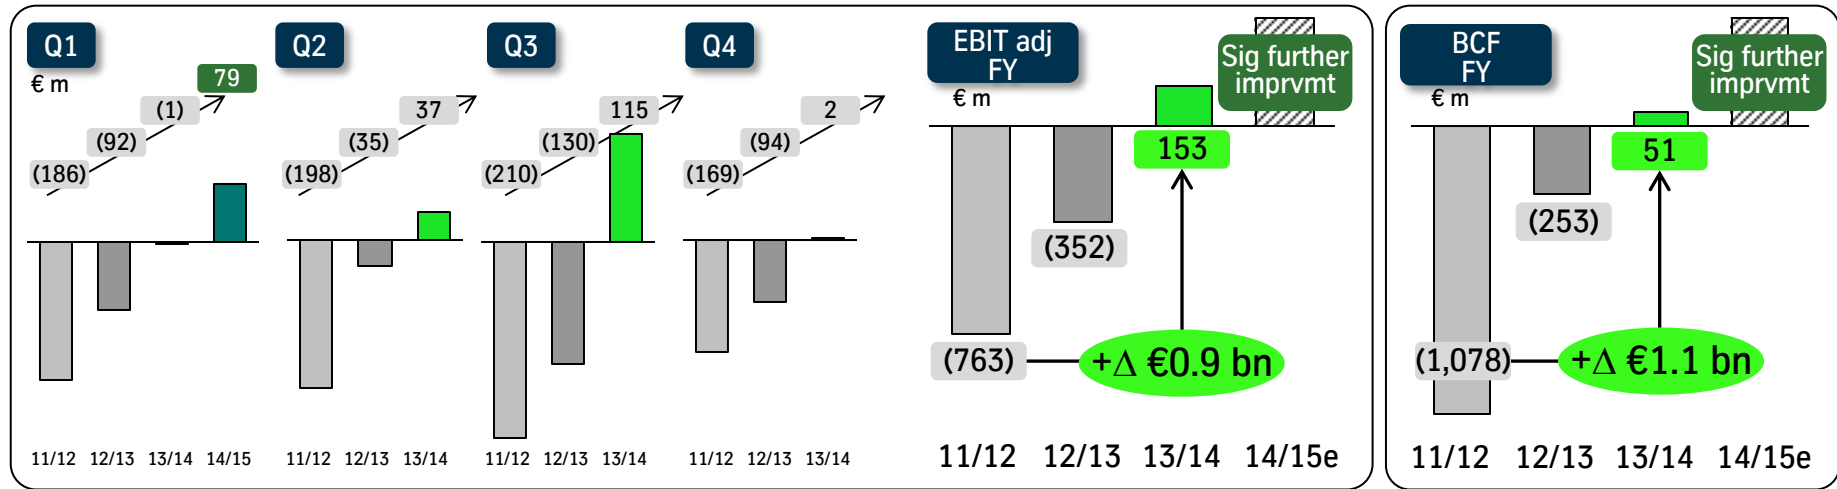 Q1
€ m
79
(1)
(92)
(186)
11/12 12/13 13/14 14/15
Q2
37
(35)
(198)
11/12 12/13 13/14
Q3
115
(130)
(210)
11/12 12/13 13/14
Q4
2
(94)
(169)
11/12 12/13 13/14
EBIT adj
FY
€ m
Sig further
imprvmt
153
(352)
(763)
+Δ €0.9 bn
11/12 12/13 13/14 14/15e
BCF
FY
€ m
Sig further
imprvmt
51
(253)
(1,078)
+Δ €1.1 bn
11/12 12/13 13/14 14/15e